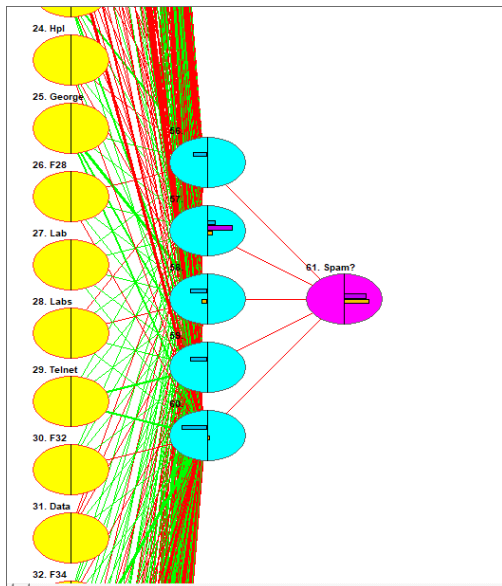 24. Hpl
25. George
26. F28
27. Lab
28. Labs
29. Telnet
30. F32
31. Data
32. F34
56.
57.
58.
59.
60.
61. Spam?